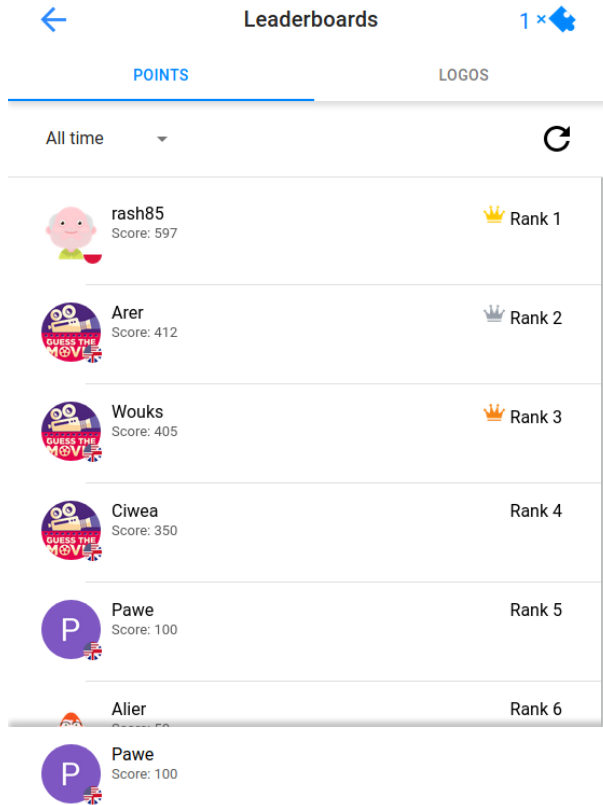 Leaderboards
1 ×
POINTS
LOGOS
All time
rash85
Score: 597
Rank 1
GUESS THE
MOVIE
Arer
Score: 412
Rank 2
GUESS THE
MOVIE
Wouks
Score: 405
Rank 3
GUESS THE
MOVIE
Ciwea
Score: 350
Rank 4
P
Pawe
Score: 100
Rank 5
Alier
Rank 6
P
Pawe
Score: 100